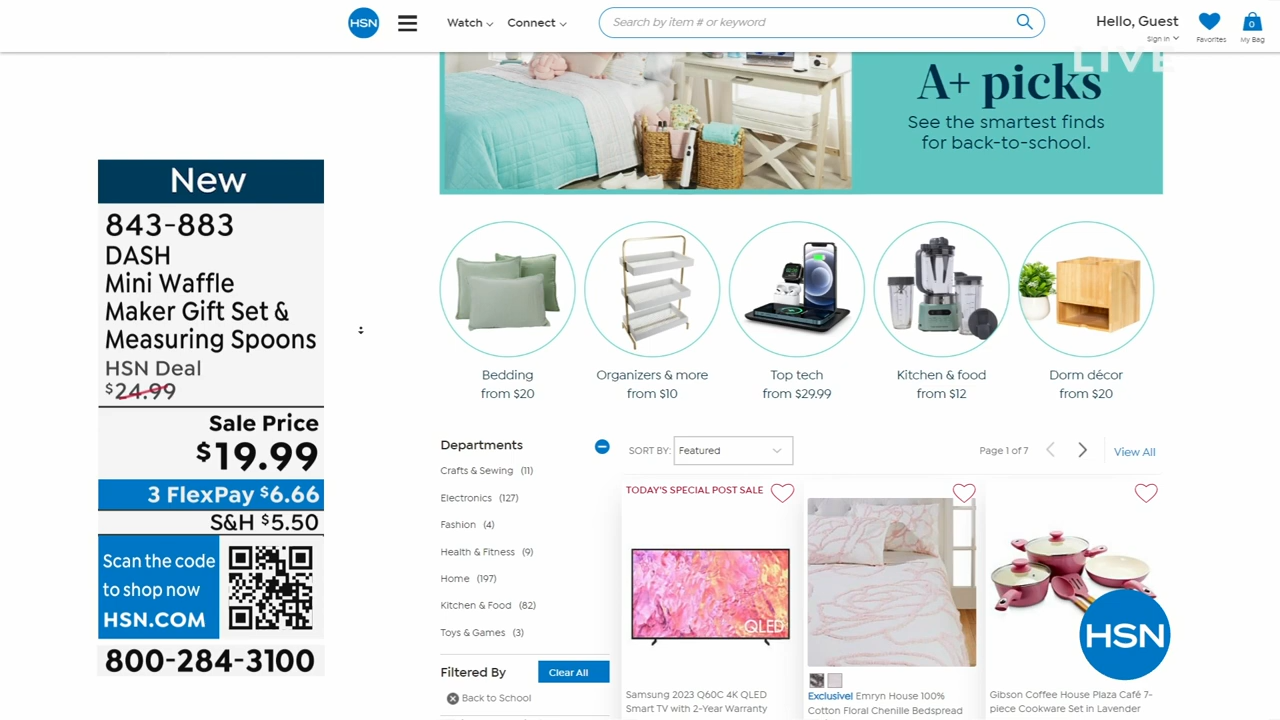 HSN
Watch
Connect
Search by item # or keyword
Hello, Guest
Sign in
Favorites
0
My Bag
LIVE
A+ picks
See the smartest finds
for back-to-school.
New
843-883
DASH
Mini Waffle
Maker Gift Set &
Measuring Spoons
HSN Deal
$24.99
Sale Price
$19.99
3 FlexPay $6.66
S&H $5.50
Scan the code
to shop now
HSN.COM
800-284-3100
Bedding
from $20
Organizers & more
from $10
Top tech
from $29.99
Kitchen & food
from $12
Dorm décor
from $20
Departments
Crafts & Sewing (11)
Electronics (127)
Fashion (4)
Health & Fitness (9)
Home (197)
Kitchen & Food (82)
Toys & Games (3)
Filtered By
Clear All
Back to School
SORT BY: Featured
Page 1 of 7
View All
TODAY'S SPECIAL POST SALE
QLED
Samsung 2023 Q60C 4K QLED
Smart TV with 2-Year Warranty
Exclusive! Emryn House 100%
Cotton Floral Chenille Bedspread
HSN
Gibson Coffee House Plaza Café 7-
piece Cookware Set in Lavender